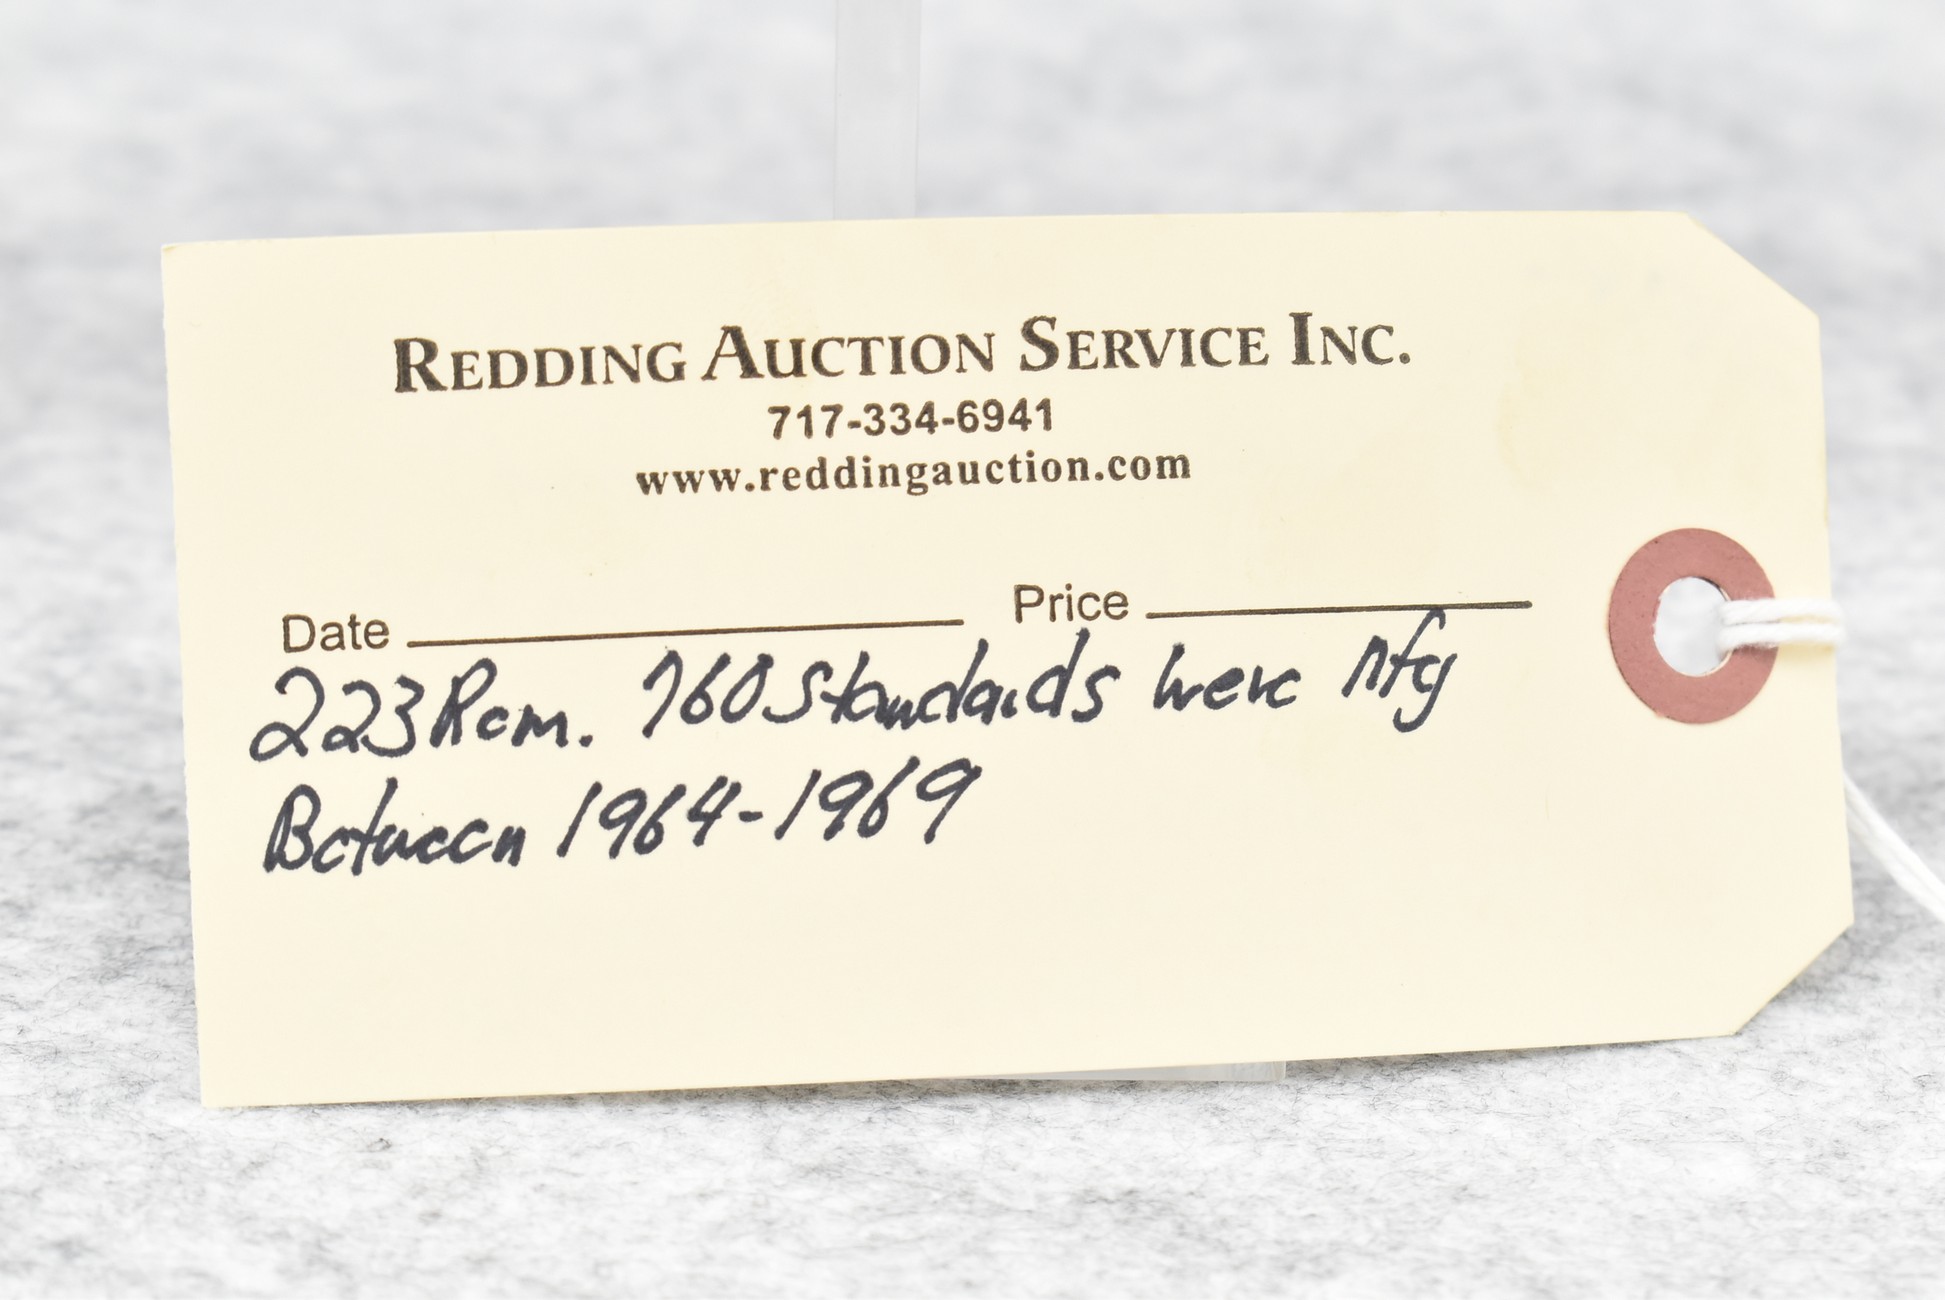 REDDING AUCTION SERVICE INC.
717-334-6941
www.reddingauction.com
Date Price
223 Rem. 760 Standards were mfg
Between 1964-1969